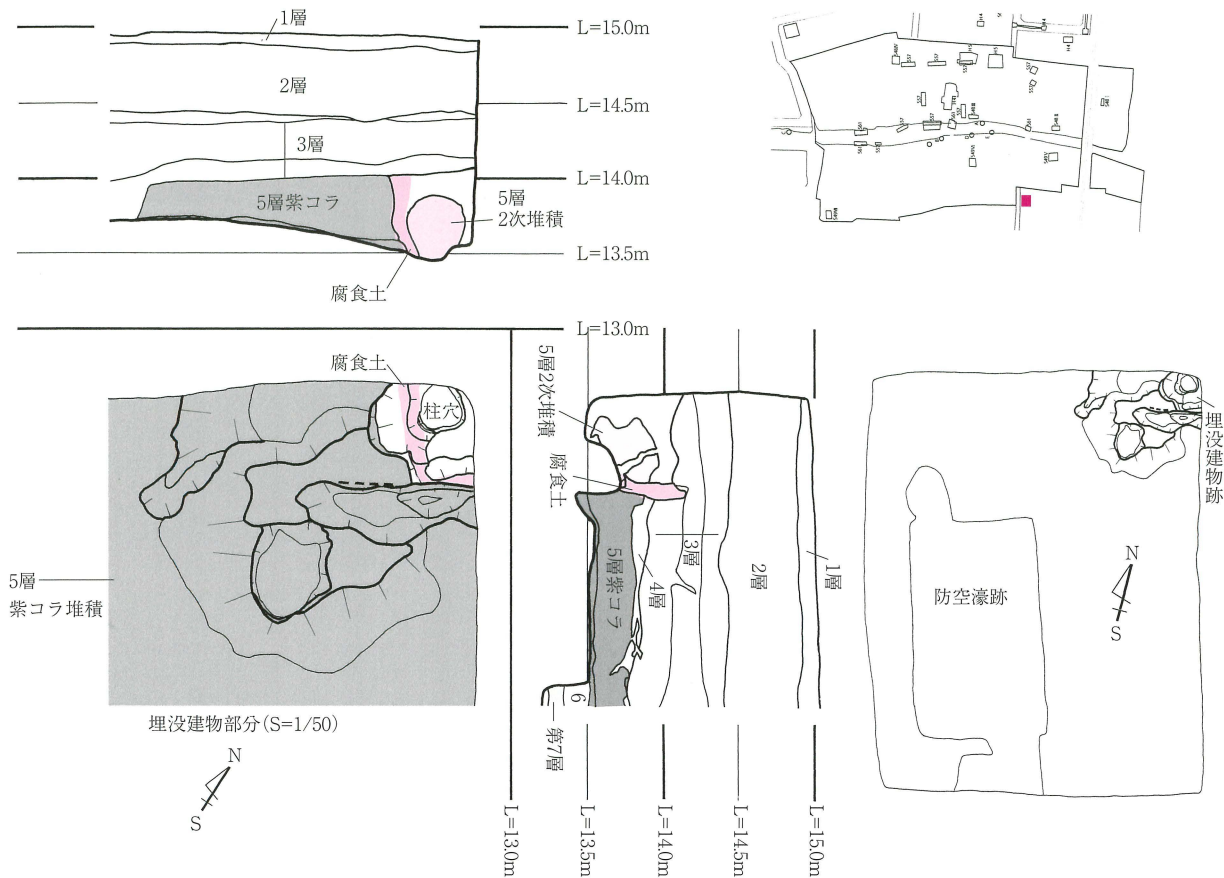 1層
L=15.0m
2層
L=14.5m
3層
L=14.0m
5層紫コラ
5層
2次堆積
L=13.5m
腐食土
L=13.0m
腐食土
柱穴
5層
紫コラ堆積
埋没建物部分(S=1/50)
N
S
5層2次堆積
腐食土
5層紫コラ
4層
3層
2層
1層
6
第7層
L=13.0m
L=13.5m
L=14.0m
L=14.5m
L=15.0m
埋没建物跡
防空濠跡
N
S